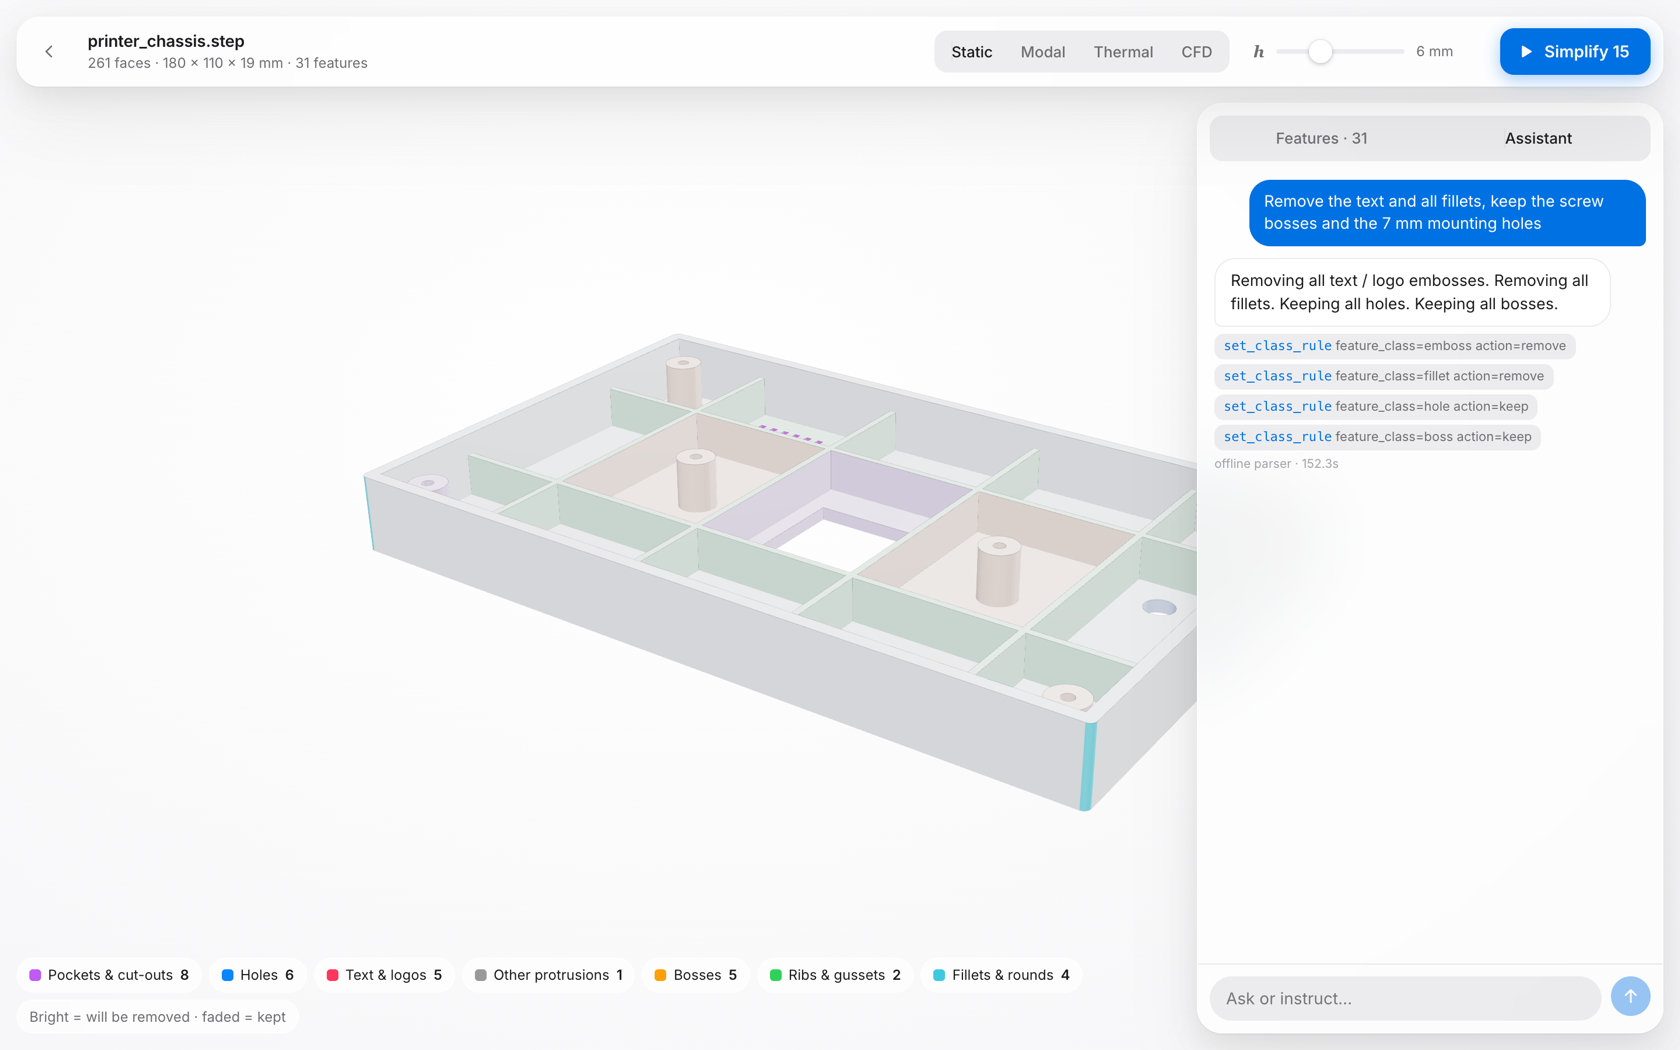 printer_chassis.step
261 faces · 180 × 110 × 19 mm · 31 features
Static Modal Thermal CFD
h
6 mm
Simplify 15
Features · 31
Assistant
Remove the text and all fillets, keep the screw
bosses and the 7 mm mounting holes
Removing all text / logo embosses. Removing all
fillets. Keeping all holes. Keeping all bosses.
set_class_rule feature_class=emboss action=remove
set_class_rule feature_class=fillet action=remove
set_class_rule feature_class=hole action=keep
set_class_rule feature_class=boss action=keep
offline parser · 152.3s
Pockets & cut-outs 8
Holes 6
Text & logos 5
Other protrusions 1
Bosses 5
Ribs & gussets 2
Fillets & rounds 4
Bright = will be removed · faded = kept
Ask or instruct...